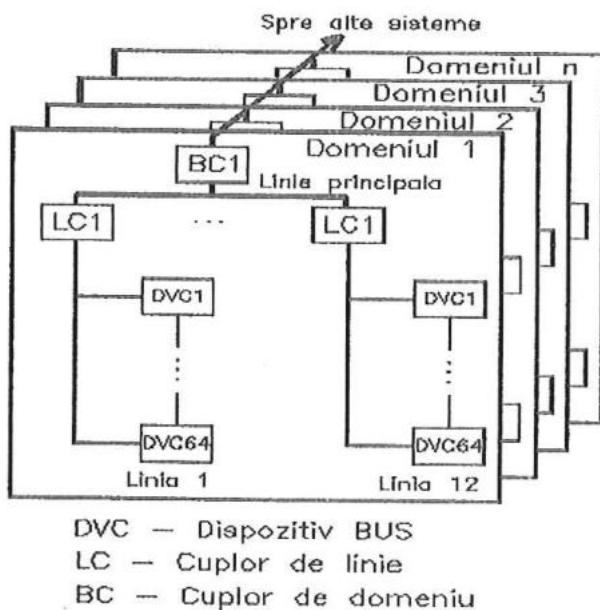 Spre alte sisteme
Domeniul n
Domeniul 3
Domeniul 2
Domeniul 1
BC1
Linie principala
LC1
...
LC1
DVC1
DVC1
DVC64
DVC64
Linia 1
Linia 12
DVC – Dispozitiv BUS
LC – Cuplor de linie
BC – Cuplor de domeniu